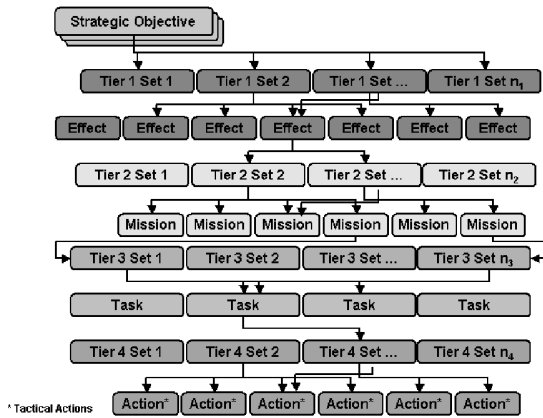 Strategic Objective
Tier 1 Set 1 Tier 1 Set 2 Tier 1 Set ... Tier 1 Set n₁
Effect Effect Effect Effect Effect Effect Effect
Tier 2 Set 1 Tier 2 Set 2 Tier 2 Set ... Tier 2 Set n₂
Mission Mission Mission Mission Mission Mission
Tier 3 Set 1 Tier 3 Set 2 Tier 3 Set ... Tier 3 Set n₃
Task Task Task Task
Tier 4 Set 1 Tier 4 Set 2 Tier 4 Set ... Tier 4 Set n₄
* Tactical Actions Action* Action* Action* Action* Action* Action*